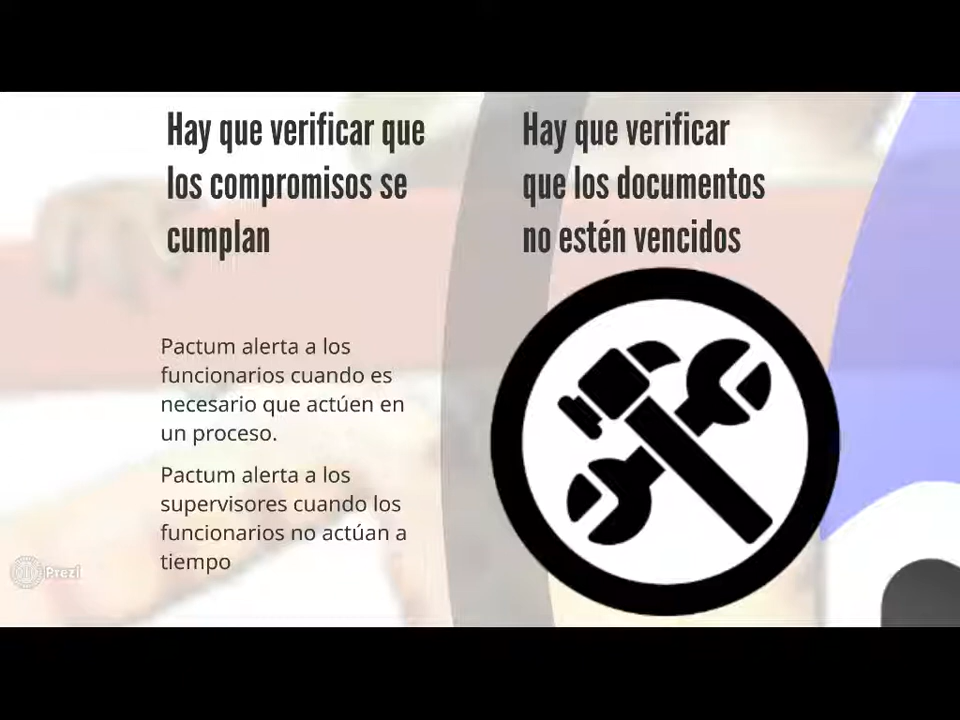 Hay que verificar que
los compromisos se
cumplan
Pactum alerta a los
funcionarios cuando es
necesario que actúen en
un proceso.
Pactum alerta a los
supervisores cuando los
funcionarios no actúan a
tiempo
Hay que verificar
que los documentos
no estén vencidos
Prezi